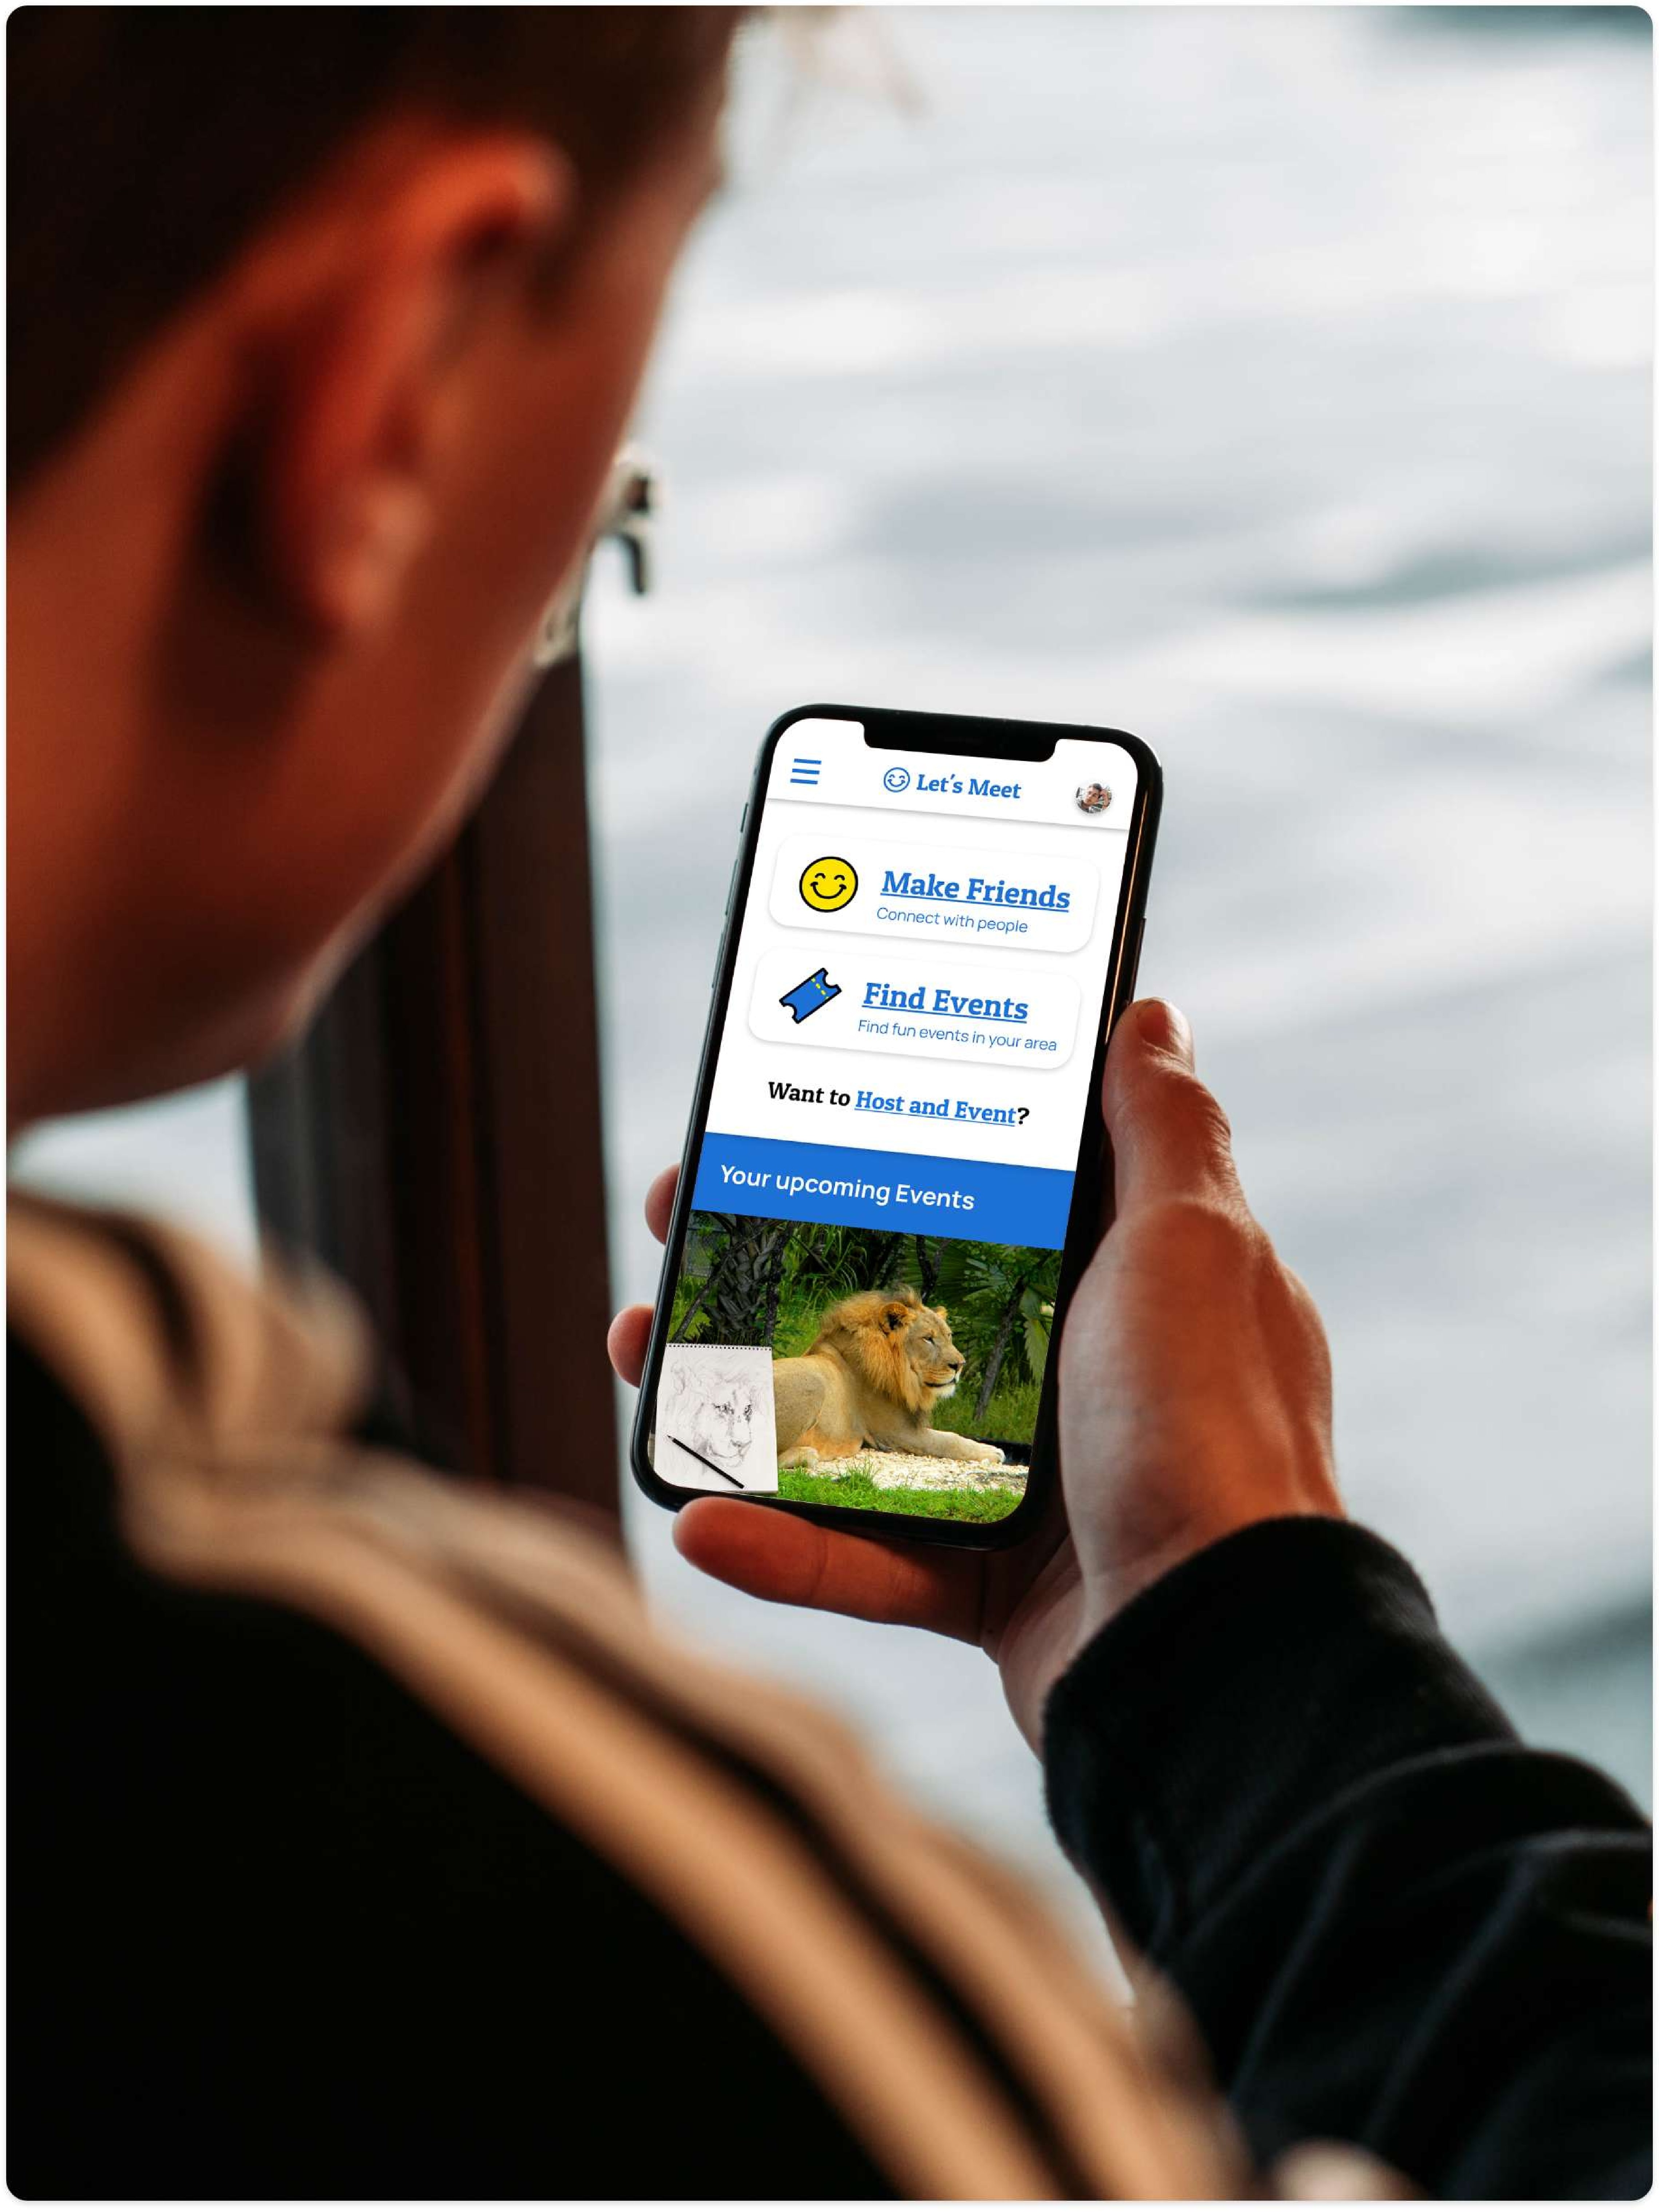 Let's Meet
Make Friends
Connect with people
Find Events
Find fun events in your area
Want to Host and Event?
Your upcoming Events